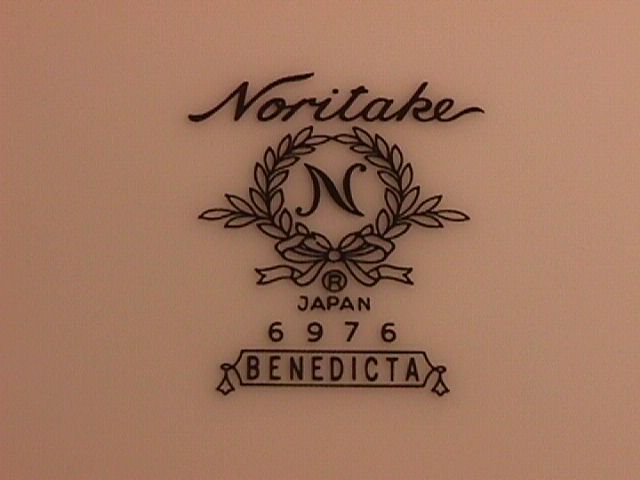 Noritake
N
®
JAPAN
6976
BENEDICTA